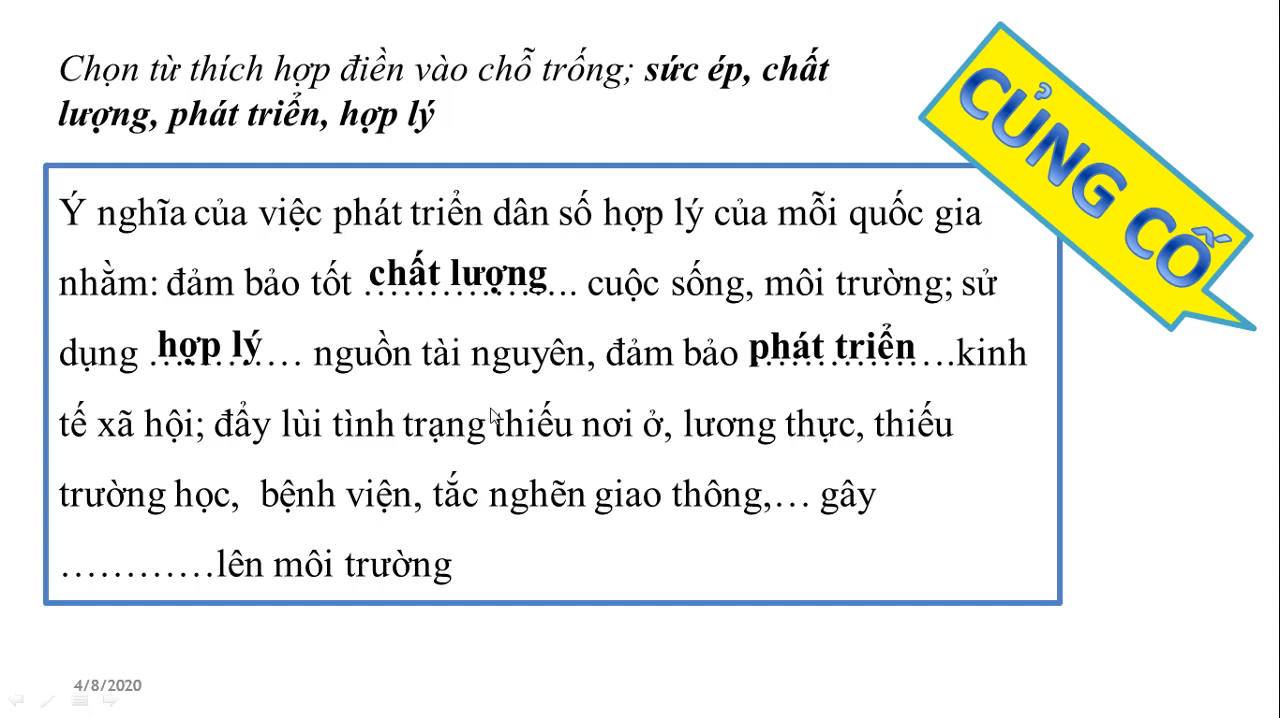 Chọn từ thích hợp điền vào chỗ trống; sức ép, chất
lượng, phát triển, hợp lý
CỦNG CỐ
Ý nghĩa của việc phát triển dân số hợp lý của mỗi quốc gia
nhằm: đảm bảo tốt chất lượng……………. cuộc sống, môi trường; sử
dụng hợp lý………… nguồn tài nguyên, đảm bảo phát triển…………….kinh
tế xã hội; đẩy lùi tình trạng thiếu nơi ở, lương thực, thiếu
trường học, bệnh viện, tắc nghẽn giao thông,… gây
…………lên môi trường
4/8/2020